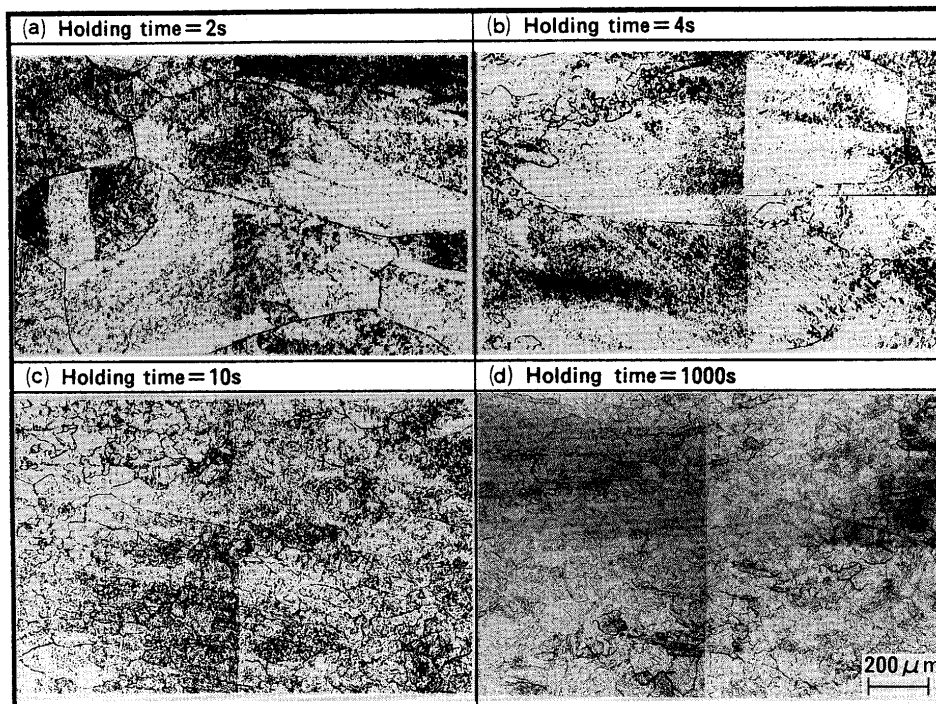 (a) Holding time=2s
(b) Holding time=4s
(c) Holding time=10s
(d) Holding time=1000s
200 μm